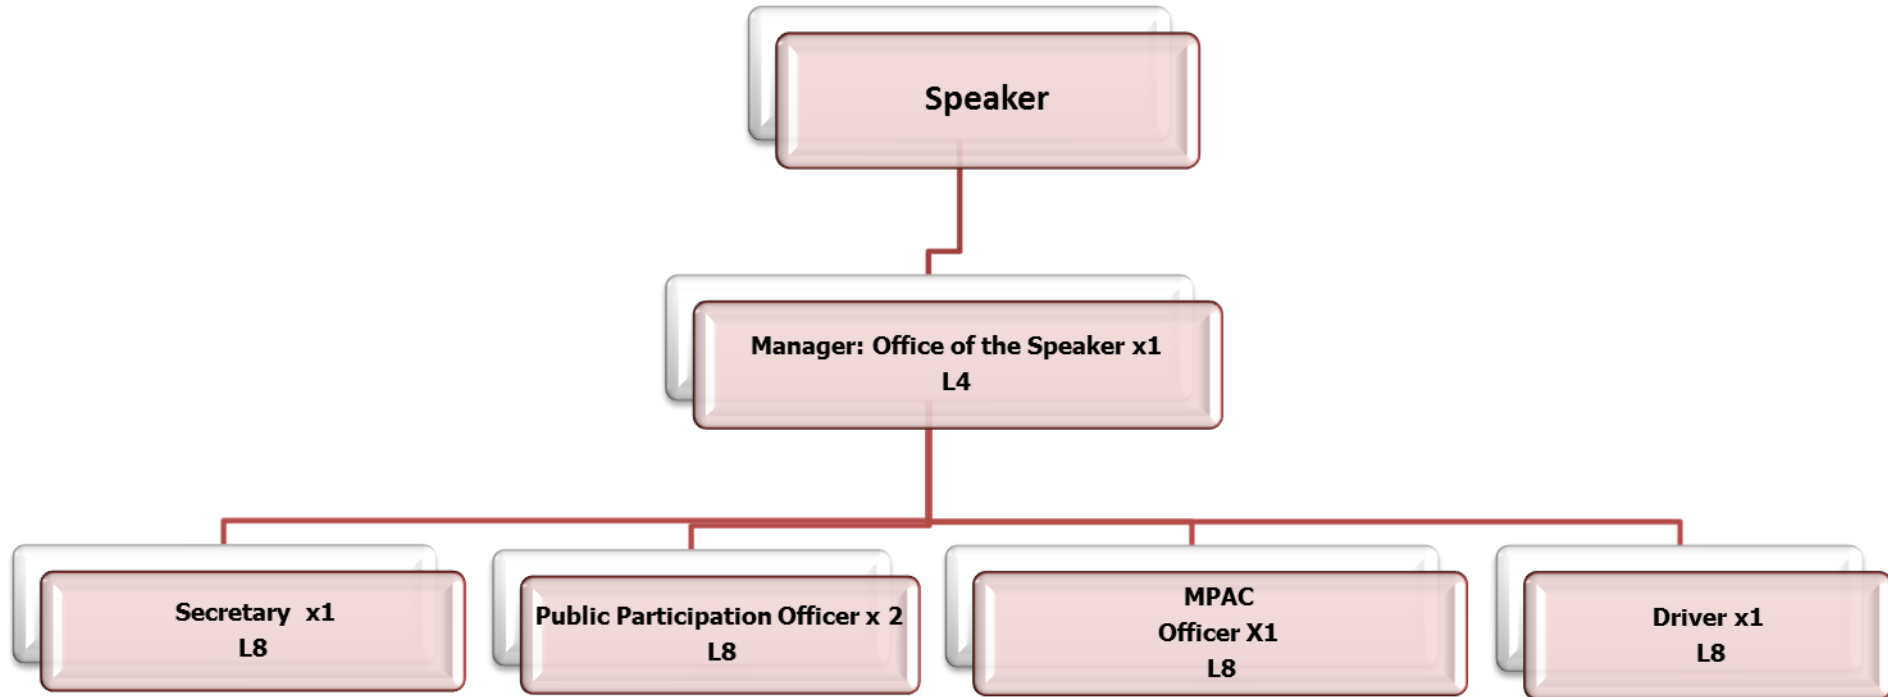 Speaker
Manager: Office of the Speaker x1
L4
Secretary  x1
L8
Public Participation Officer x 2
L8
MPAC
Officer X1
L8
Driver x1
L8